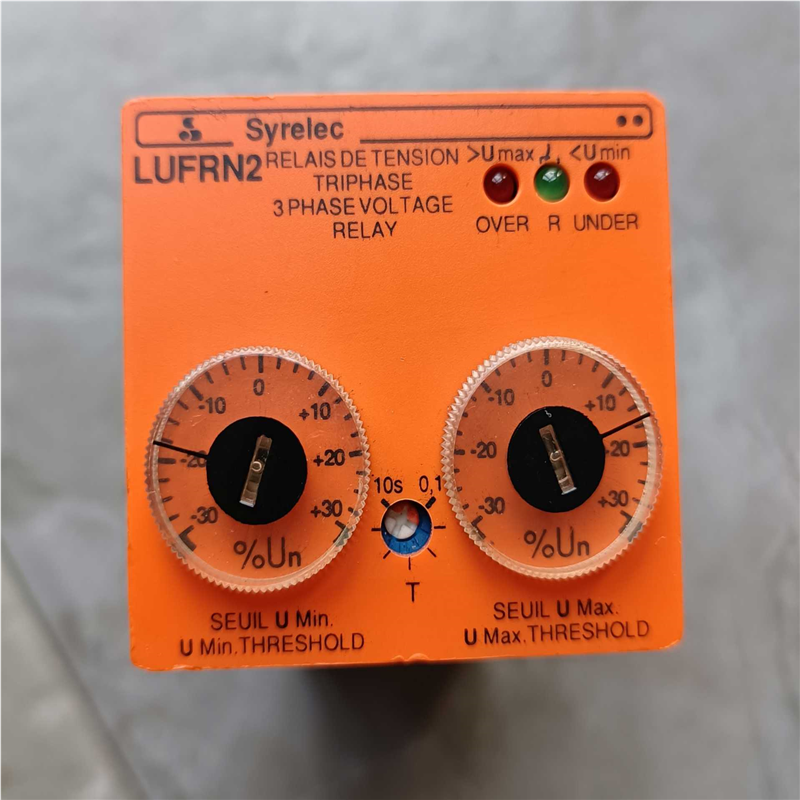 Syrelec
LUFRN2
RELAIS DE TENSION
TRIPHASE
3 PHASE VOLTAGE
RELAY
>U max <U min
OVER R UNDER
0
-10 +10
-20 +20
-30 +30
%Un
0
-10 +10
-20 +20
-30 +30
%Un
10s 0,1
T
SEUIL U Min.
U Min. THRESHOLD
SEUIL U Max.
U Max. THRESHOLD